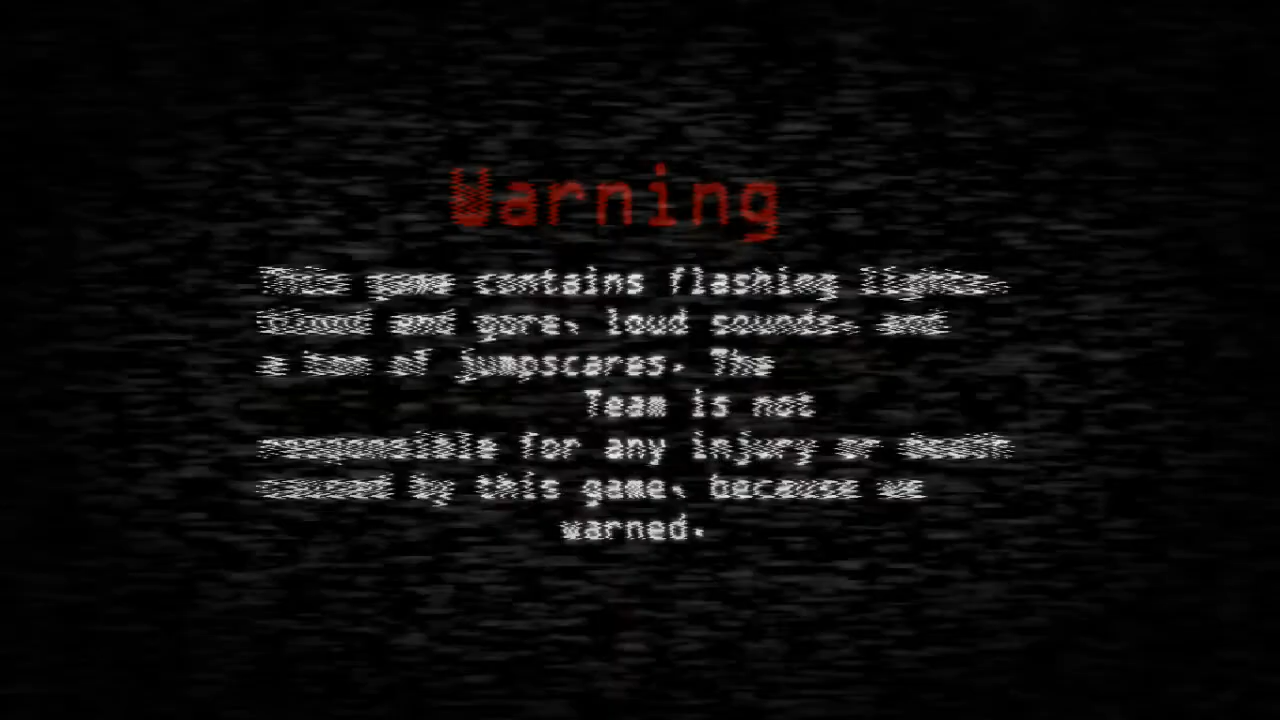 Warning
This game contains flashing lights,
blood and gore, loud sounds, and
a ton of jumpscares. The
Team is not
responsible for any injury or death
caused by this game, because we
warned.